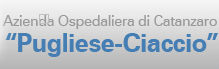 Azienda Ospedaliera di Catanzaro
“Pugliese-Ciaccio”